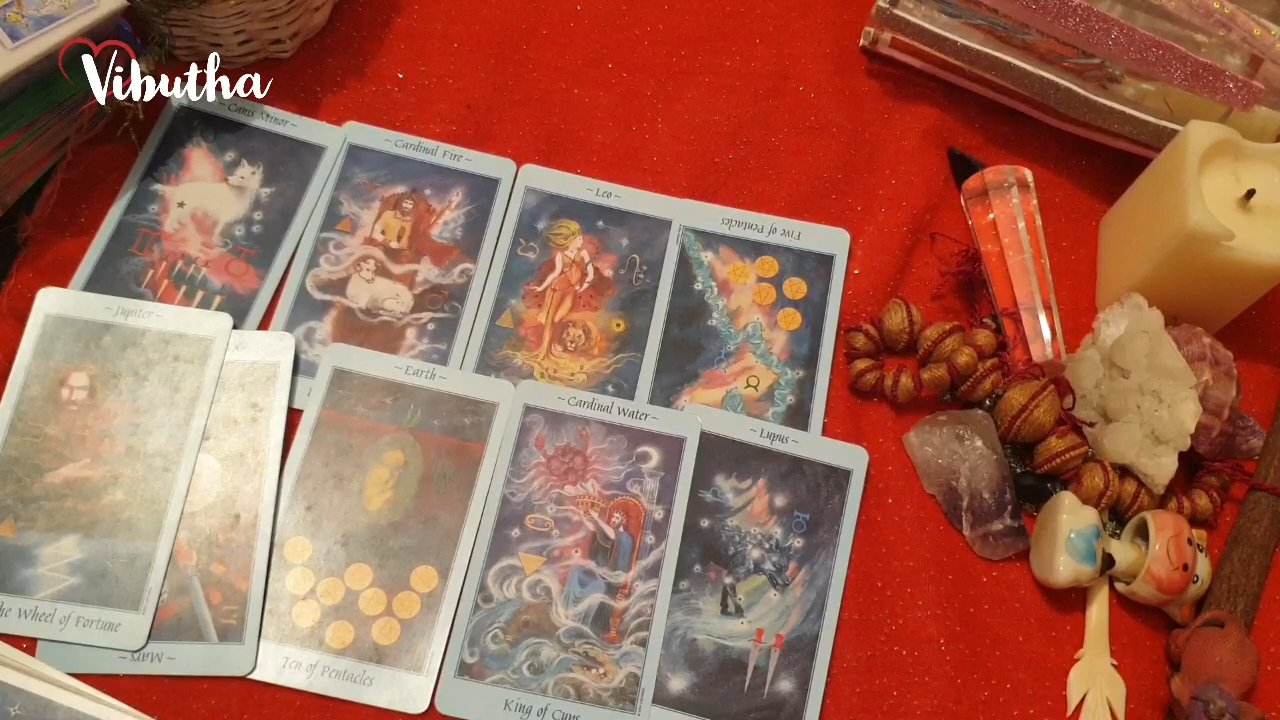 Vibutha
~ Canis Minor ~
~ Cardinal Fire ~
~ Leo ~
Five of Pentacles
~ Jupiter ~
~ Earth ~
~ Cardinal Water ~
~ Lupus ~
The Wheel of Fortune
~ Mars ~
Ten of Pentacles
King of Cups